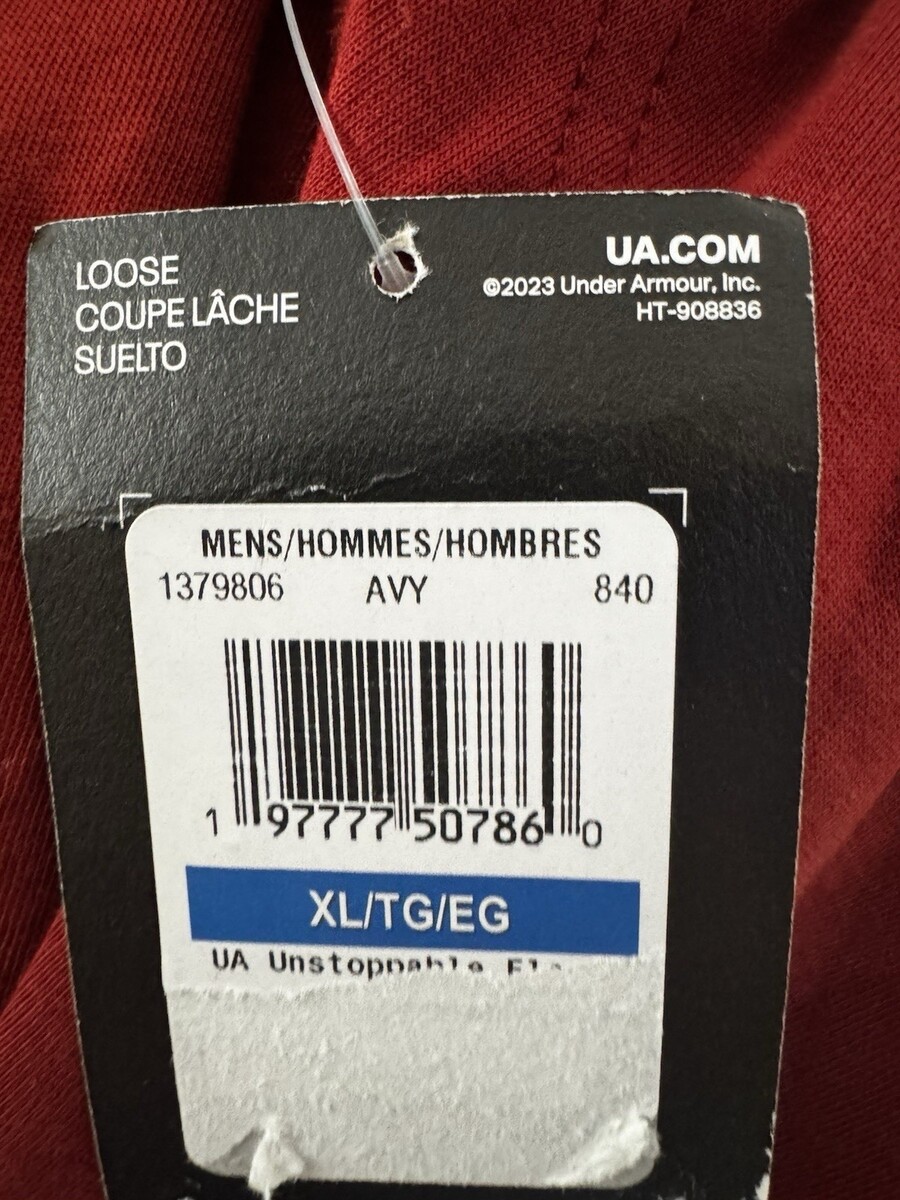 LOOSE
COUPE LÂCHE
SUELTO
UA.COM
©2023 Under Armour, Inc.
HT-908836
MENS/HOMMES/HOMBRES
1379806 AVY 840
1 97777 50786 0
XL/TG/EG
UA Unstoppable